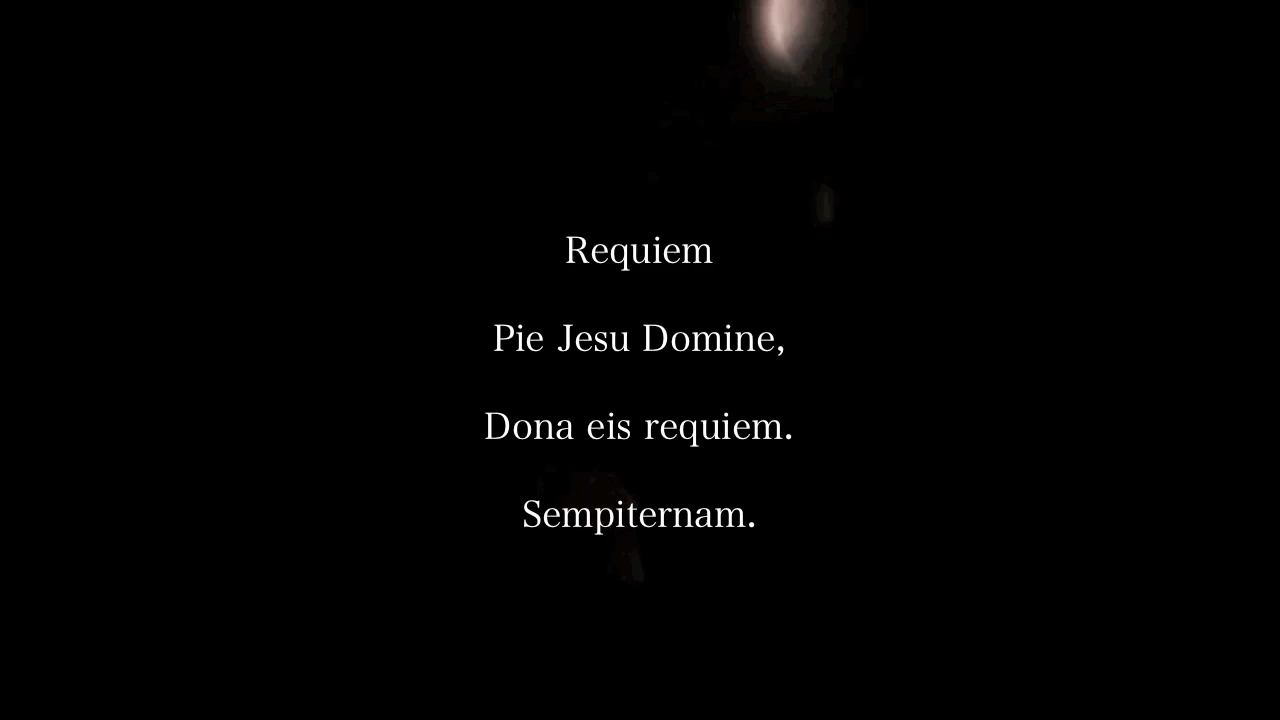 Requiem
Pie Jesu Domine,
Dona eis requiem.
Sempiternam.